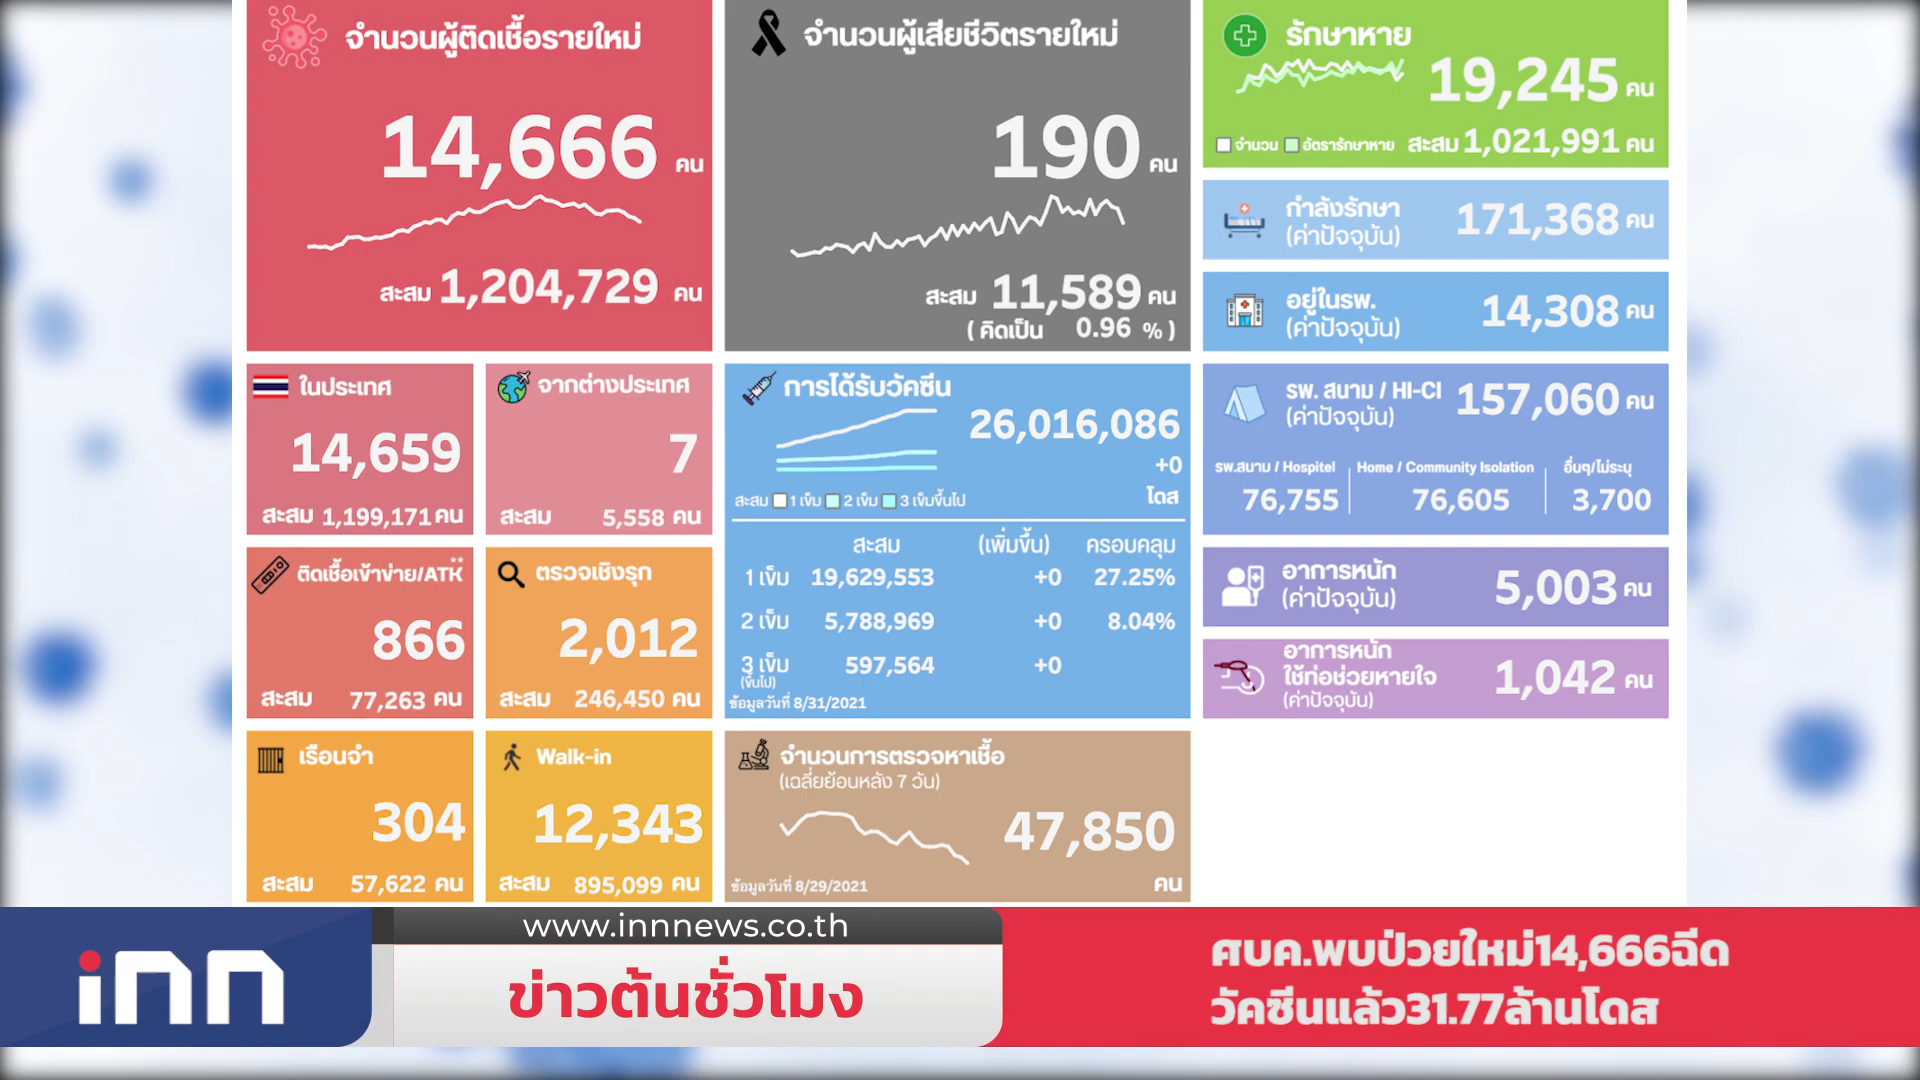 จำนวนผู้ติดเชื้อรายใหม่
14,666 คน
สะสม 1,204,729 คน
จำนวนผู้เสียชีวิตรายใหม่
190 คน
สะสม 11,589 คน
( คิดเป็น 0.96 % )
รักษาหาย
19,245 คน
จำนวน อัตรารักษาหาย สะสม 1,021,991 คน
กำลังรักษา
(ค่าปัจจุบัน)
171,368 คน
อยู่ในรพ.
(ค่าปัจจุบัน)
14,308 คน
ในประเทศ
14,659
สะสม 1,199,171 คน
จากต่างประเทศ
7
สะสม 5,558 คน
การได้รับวัคซีน
26,016,086
+0
โดส
สะสม 1 เข็ม 2 เข็ม 3 เข็มขึ้นไป
สะสม (เพิ่มขึ้น) ครอบคลุม
1 เข็ม 19,629,553 +0 27.25%
2 เข็ม 5,788,969 +0 8.04%
3 เข็ม 597,564 +0
(ขึ้นไป)
ข้อมูลวันที่ 8/31/2021
รพ. สนาม / HI-CI
(ค่าปัจจุบัน)
157,060 คน
รพ.สนาม / Hospitel Home / Community Isolation อื่นๆ/ไม่ระบุ
76,755 76,605 3,700
ติดเชื้อเข้าข่าย/ATK**
866
สะสม 77,263 คน
ตรวจเชิงรุก
2,012
สะสม 246,450 คน
อาการหนัก
(ค่าปัจจุบัน)
5,003 คน
อาการหนัก
ใช้ท่อช่วยหายใจ
(ค่าปัจจุบัน)
1,042 คน
เรือนจำ
304
สะสม 57,622 คน
Walk-in
12,343
สะสม 895,099 คน
จำนวนการตรวจหาเชื้อ
(เฉลี่ยย้อนหลัง 7 วัน)
47,850
ข้อมูลวันที่ 8/29/2021 คน
inn
www.innnews.co.th
ข่าวต้นชั่วโมง
ศบค.พบป่วยใหม่14,666ฉีด
วัคซีนแล้ว31.77ล้านโดส